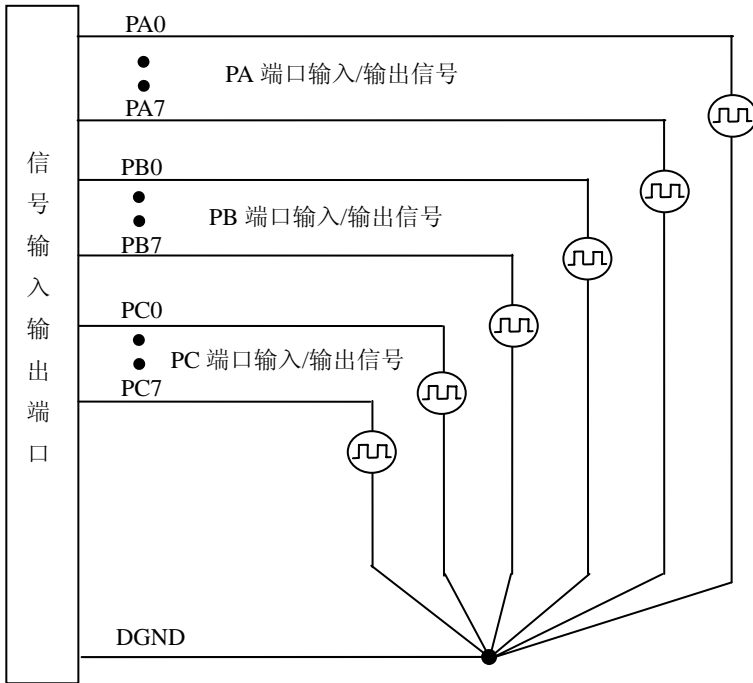 PA0
PA 端口输入/输出信号
PA7
PB0
PB 端口输入/输出信号
PB7
PC0
PC 端口输入/输出信号
PC7
DGND
信号输入输出端口